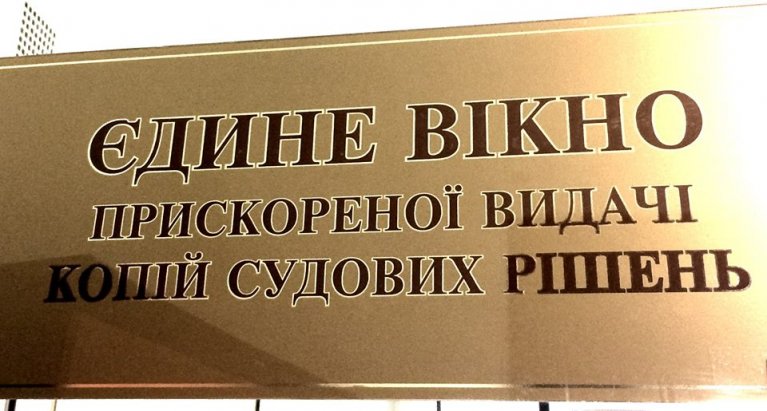 ЄДИНЕ ВІКНО
ПРИСКОРЕНОЇ ВИДАЧІ
КОПІЙ СУДОВИХ РІШЕНЬ